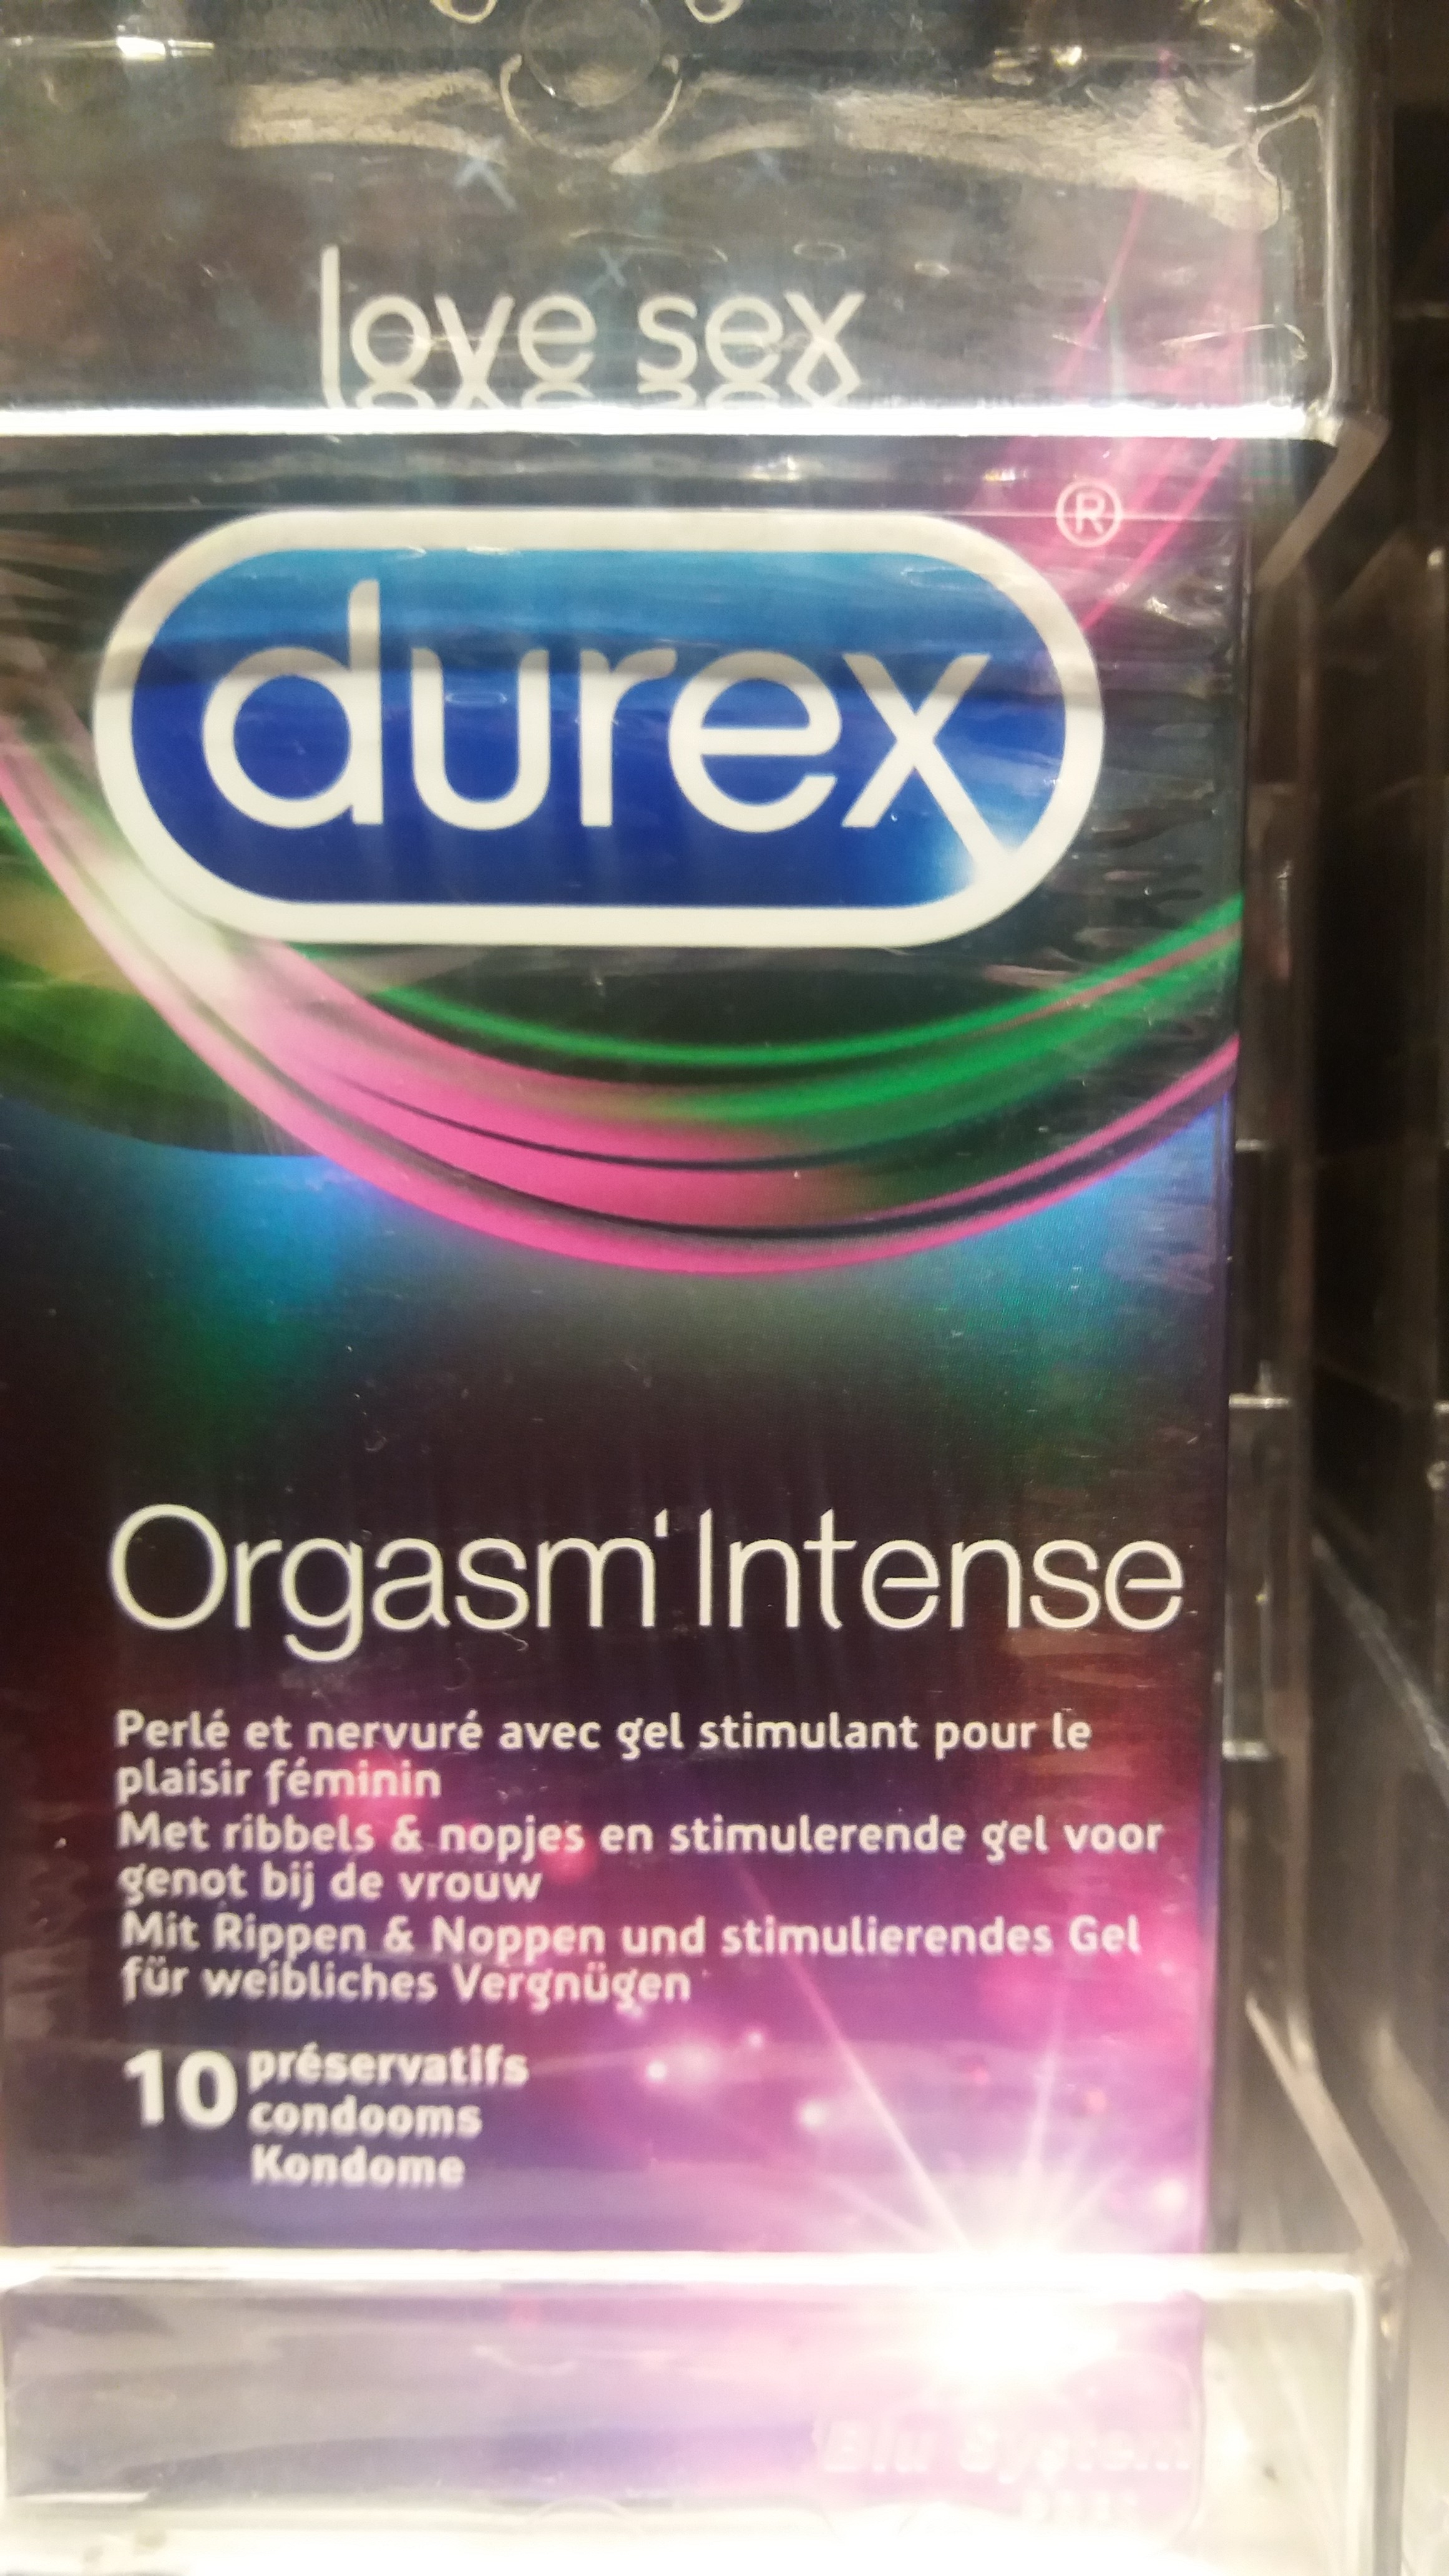 love sex
durex®
Orgasm'Intense
Perlé et nervuré avec gel stimulant pour le
plaisir féminin
Met ribbels & nopjes en stimulerende gel voor
genot bij de vrouw
Mit Rippen & Noppen und stimulierendes Gel
für weibliches Vergnügen
10 préservatifs
condooms
Kondome
Blu System